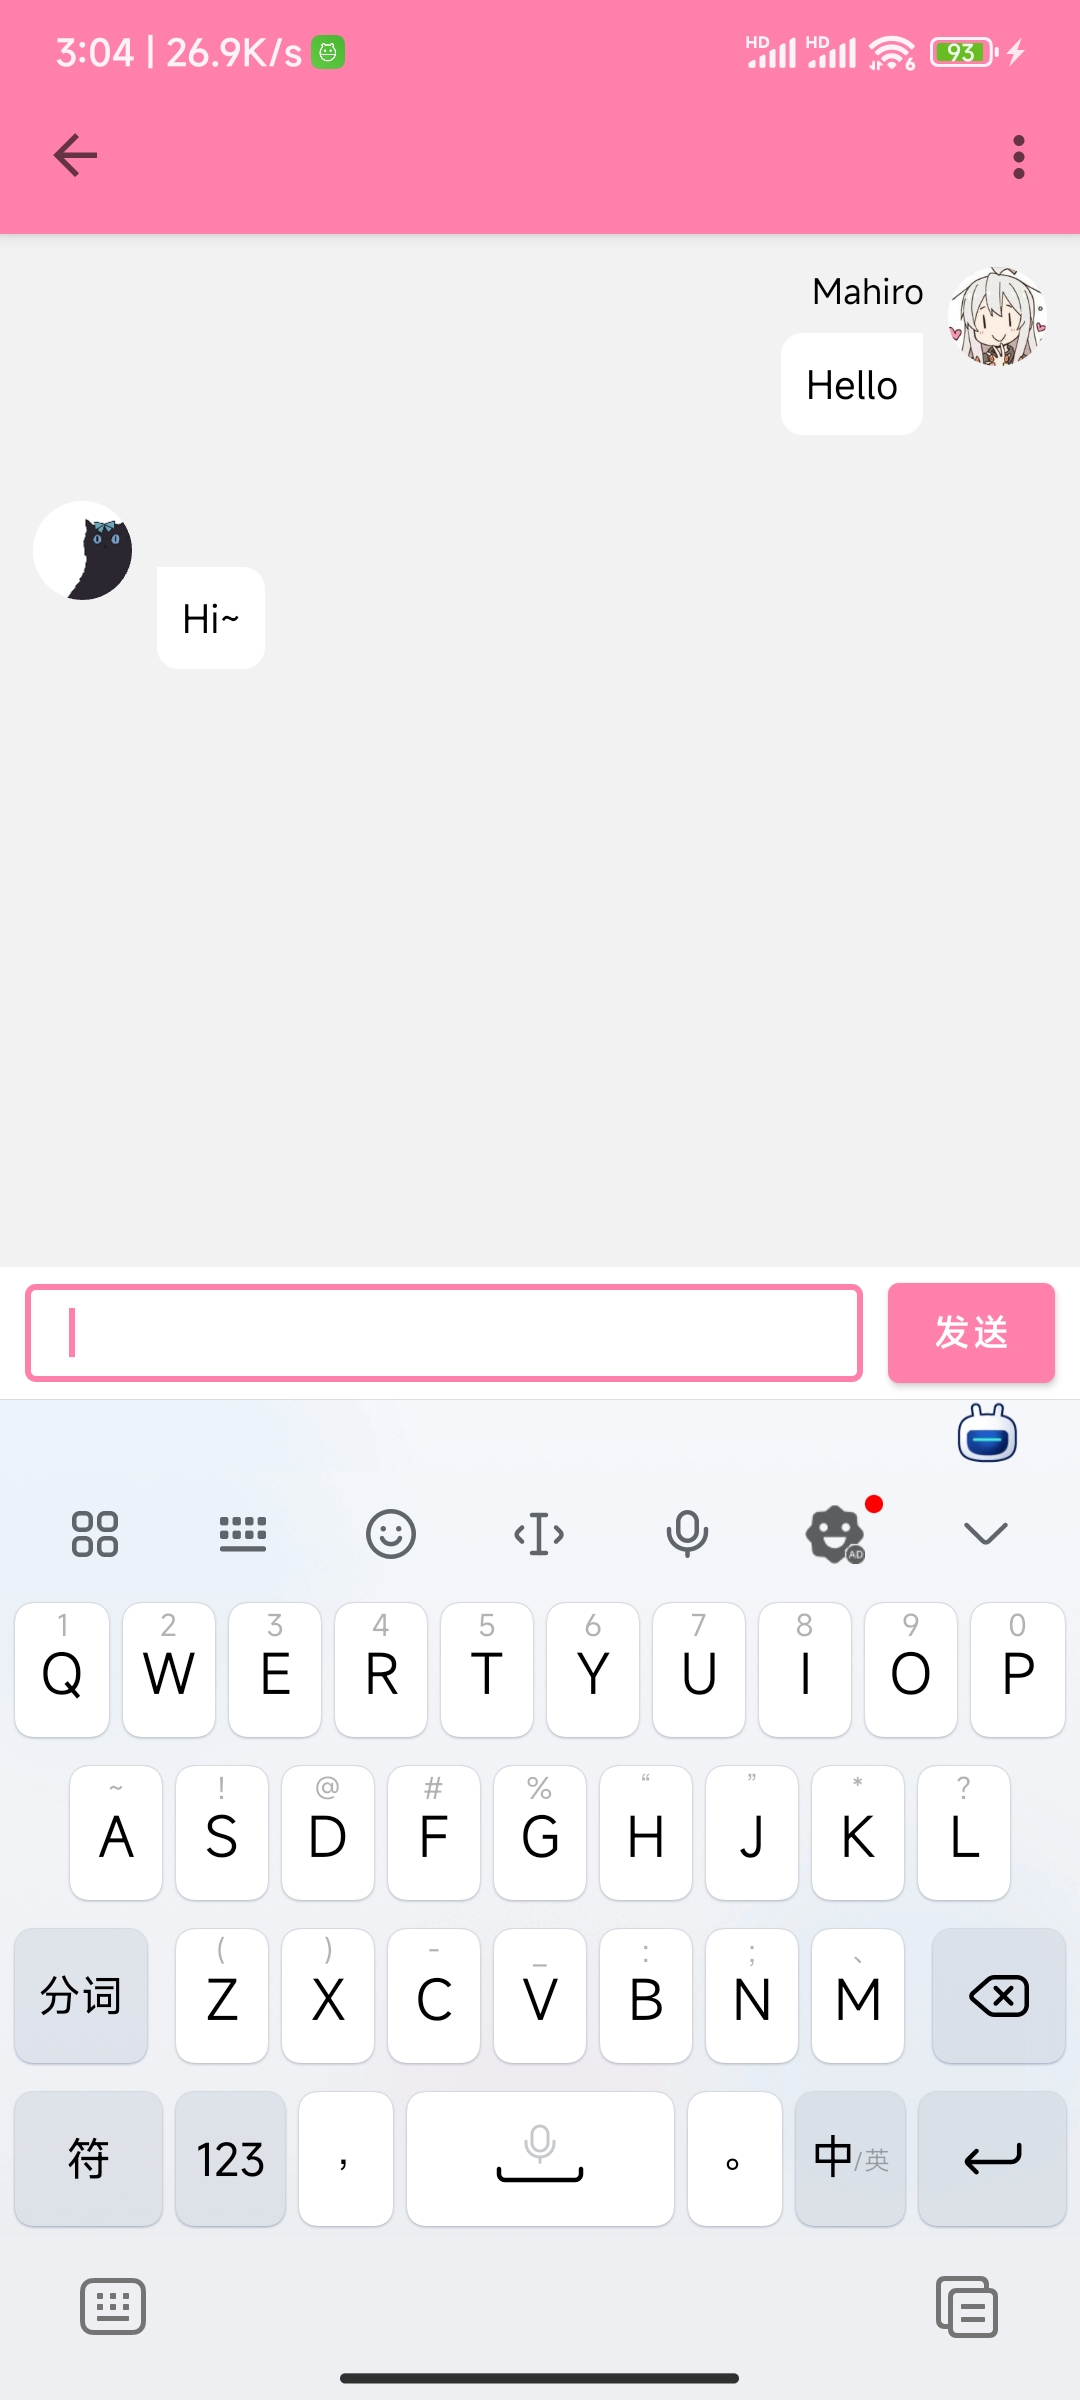 3:04 | 26.9K/s
HD HD 6 93
Mahiro
Hello
Hi~
发送
AD
1 2 3 4 5 6 7 8 9 0
Q W E R T Y U I O P
~ ! @ # % “ ” * ?
A S D F G H J K L
( ) - _ : ; 、
分词 Z X C V B N M
符 123 , 。 中/英